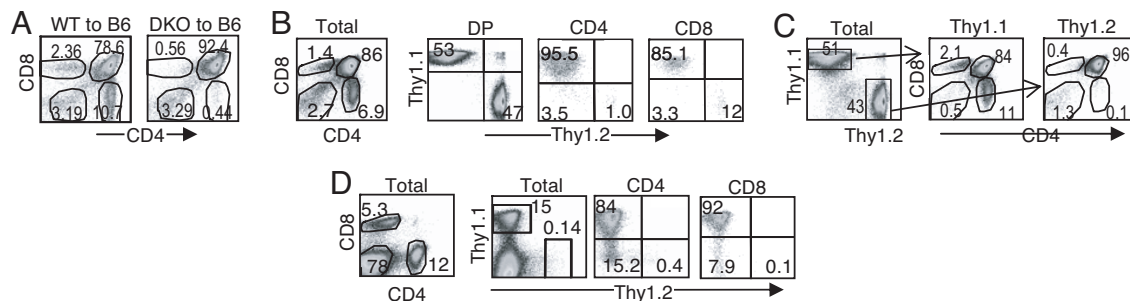 A
WT to B6
DKO to B6
2.36
78.6
0.56
92.4
CD8
3.19
10.7
3.29
0.44
CD4
B
Total
DP
CD4
CD8
1.4
86
53
95.5
85.1
CD8
Thy1.1
2.7
6.9
47
3.5
1.0
3.3
12
CD4
Thy1.2
C
Total
Thy1.1
Thy1.2
51
2.1
84
0.4
96
Thy1.1
CD8
43
0.5
11
1.3
0.1
Thy1.2
CD4
D
Total
Total
CD4
CD8
5.3
15
84
92
CD8
Thy1.1
0.14
78
12
15.2
0.4
7.9
0.1
CD4
Thy1.2